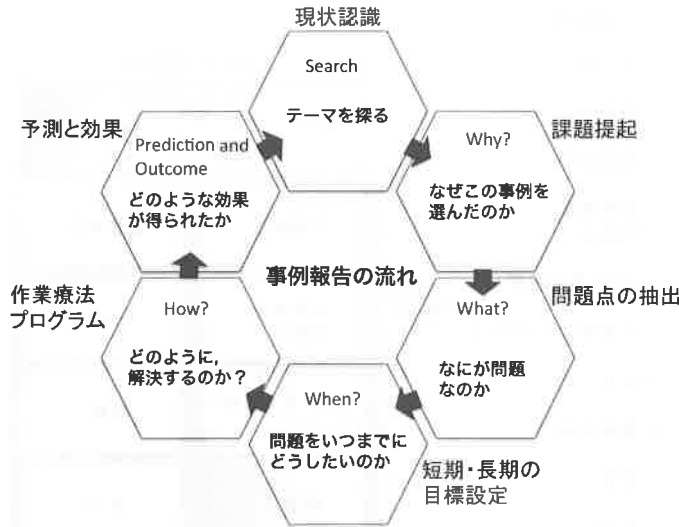 現状認識
Search
テーマを探る
課題提起
Why?
なぜこの事例を
選んだのか
問題点の抽出
What?
なにが問題
なのか
短期・長期の
目標設定
When?
問題をいつまでに
どうしたいのか
作業療法
プログラム
How?
どのように,
解決するのか？
予測と効果
Prediction and
Outcome
どのような効果
が得られたか
事例報告の流れ